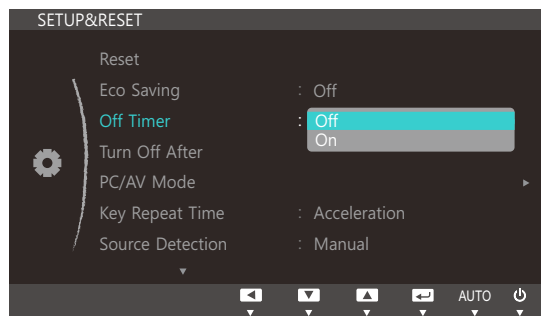 SETUP&RESET
Reset
Eco Saving : Off
Off Timer : Off
On
Turn Off After
PC/AV Mode
Key Repeat Time : Acceleration
Source Detection : Manual
AUTO